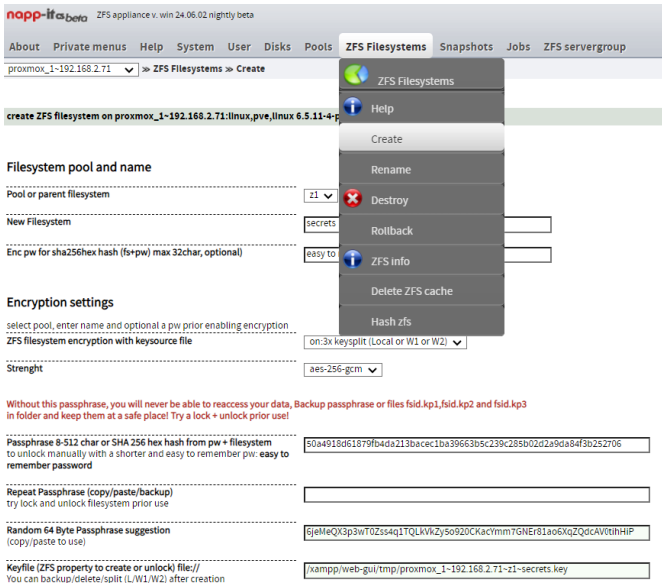 napp-it cs beta ZFS appliance v. win 24.06.02 nightly beta
About Private menus Help System User Disks Pools ZFS Filesystems Snapshots Jobs ZFS servergroup
proxmox_1~192.168.2.71 ≫ ZFS Filesystems ≫ Create
ZFS Filesystems
Help
Create
Rename
Destroy
Rollback
ZFS info
Delete ZFS cache
Hash zfs
create ZFS filesystem on proxmox_1~192.168.2.71:linux,pve,linux 6.5.11-4-p
Filesystem pool and name
Pool or parent filesystem z1
New Filesystem secrets
Enc pw for sha256hex hash (fs+pw) max 32char, optional) easy to
Encryption settings
select pool, enter name and optional a pw prior enabling encryption
ZFS filesystem encryption with keysource file on:3x keysplit (Local or W1 or W2)
Strenght aes-256-gcm
Without this passphrase, you will never be able to reaccess your data, Backup passphrase or files fsid.kp1,fsid.kp2 and fsid.kp3
in folder and keep them at a safe place! Try a lock + unlock prior use!
Passphrase 8-512 char or SHA 256 hex hash from pw + filesystem 50a4918d61879fb4da213bacec1ba39663b5c239c285b02d2a9da84f3b252706
to unlock manually with a shorter and easy to remember pw: easy to
remember password
Repeat Passphrase (copy/paste/backup)
try lock and unlock filesystem prior use
Random 64 Byte Passphrase suggestion 6jeMeQX3p3wT0Zss4q1TQLkVkZy5o920CKacYmm7GNEr81ao6XqZQdcAV0tihHiP
(copy/paste to use)
Keyfile (ZFS property to create or unlock) file:// /xampp/web-gui/tmp/proxmox_1~192.168.2.71~z1~secrets.key
You can backup/delete/split (L/W1/W2) after creation